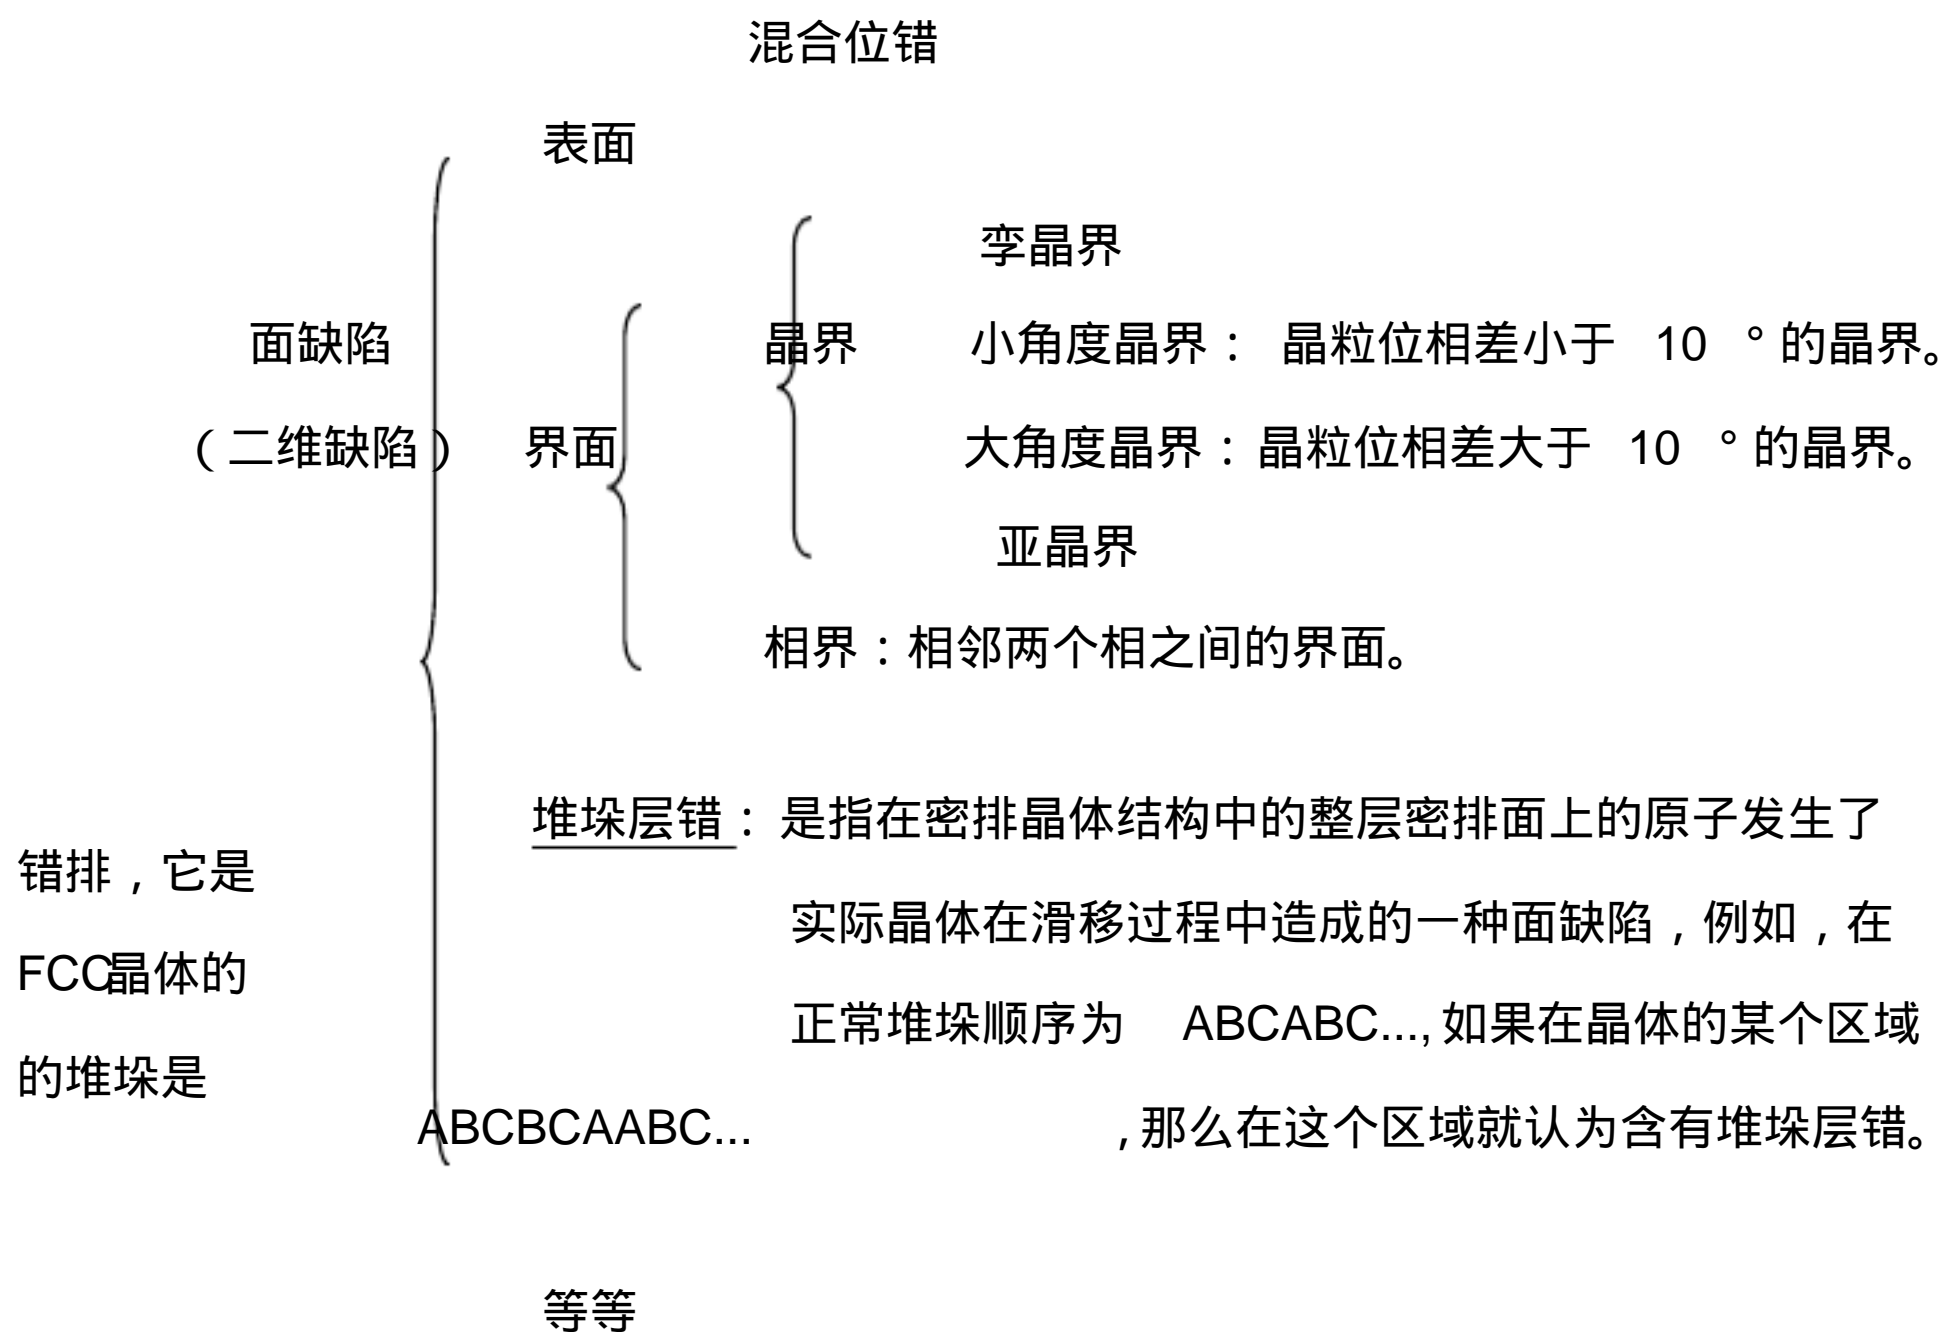 混合位错
表面
孪晶界
面缺陷 晶界 小角度晶界： 晶粒位相差小于 10 °的晶界。
（二维缺陷） 界面 大角度晶界：晶粒位相差大于 10 °的晶界。
亚晶界
相界：相邻两个相之间的界面。
堆垛层错：是指在密排晶体结构中的整层密排面上的原子发生了
错排，它是
实际晶体在滑移过程中造成的一种面缺陷，例如，在
FCC晶体的
正常堆垛顺序为 ABCABC...,如果在晶体的某个区域
的堆垛是
ABCBCAABC... ,那么在这个区域就认为含有堆垛层错。
等等